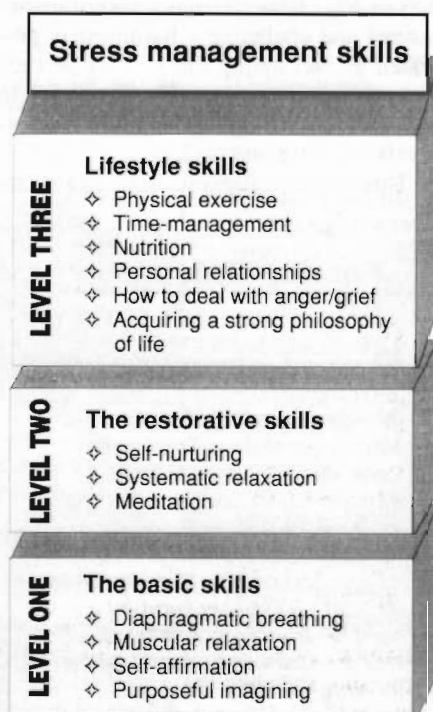 Stress management skills
LEVEL THREE
Lifestyle skills
✧ Physical exercise
✧ Time-management
✧ Nutrition
✧ Personal relationships
✧ How to deal with anger/grief
✧ Acquiring a strong philosophy
of life
LEVEL TWO
The restorative skills
✧ Self-nurturing
✧ Systematic relaxation
✧ Meditation
LEVEL ONE
The basic skills
✧ Diaphragmatic breathing
✧ Muscular relaxation
✧ Self-affirmation
✧ Purposeful imagining